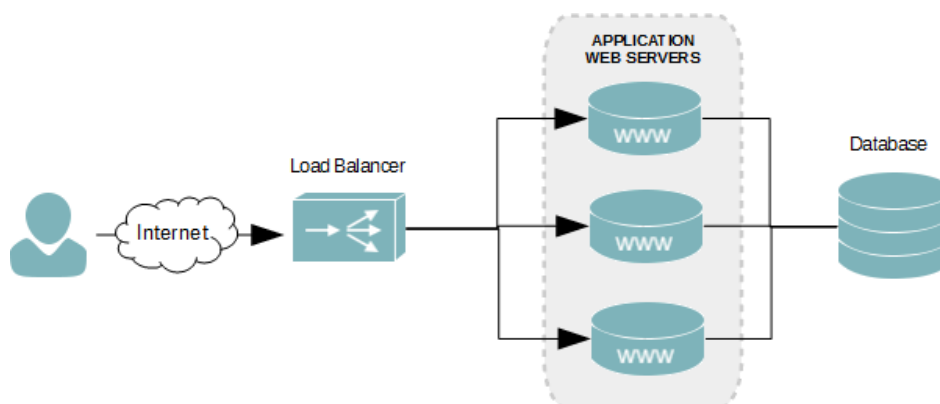 APPLICATION
WEB SERVERS
WWW
Database
Load Balancer
Internet
WWW
WWW